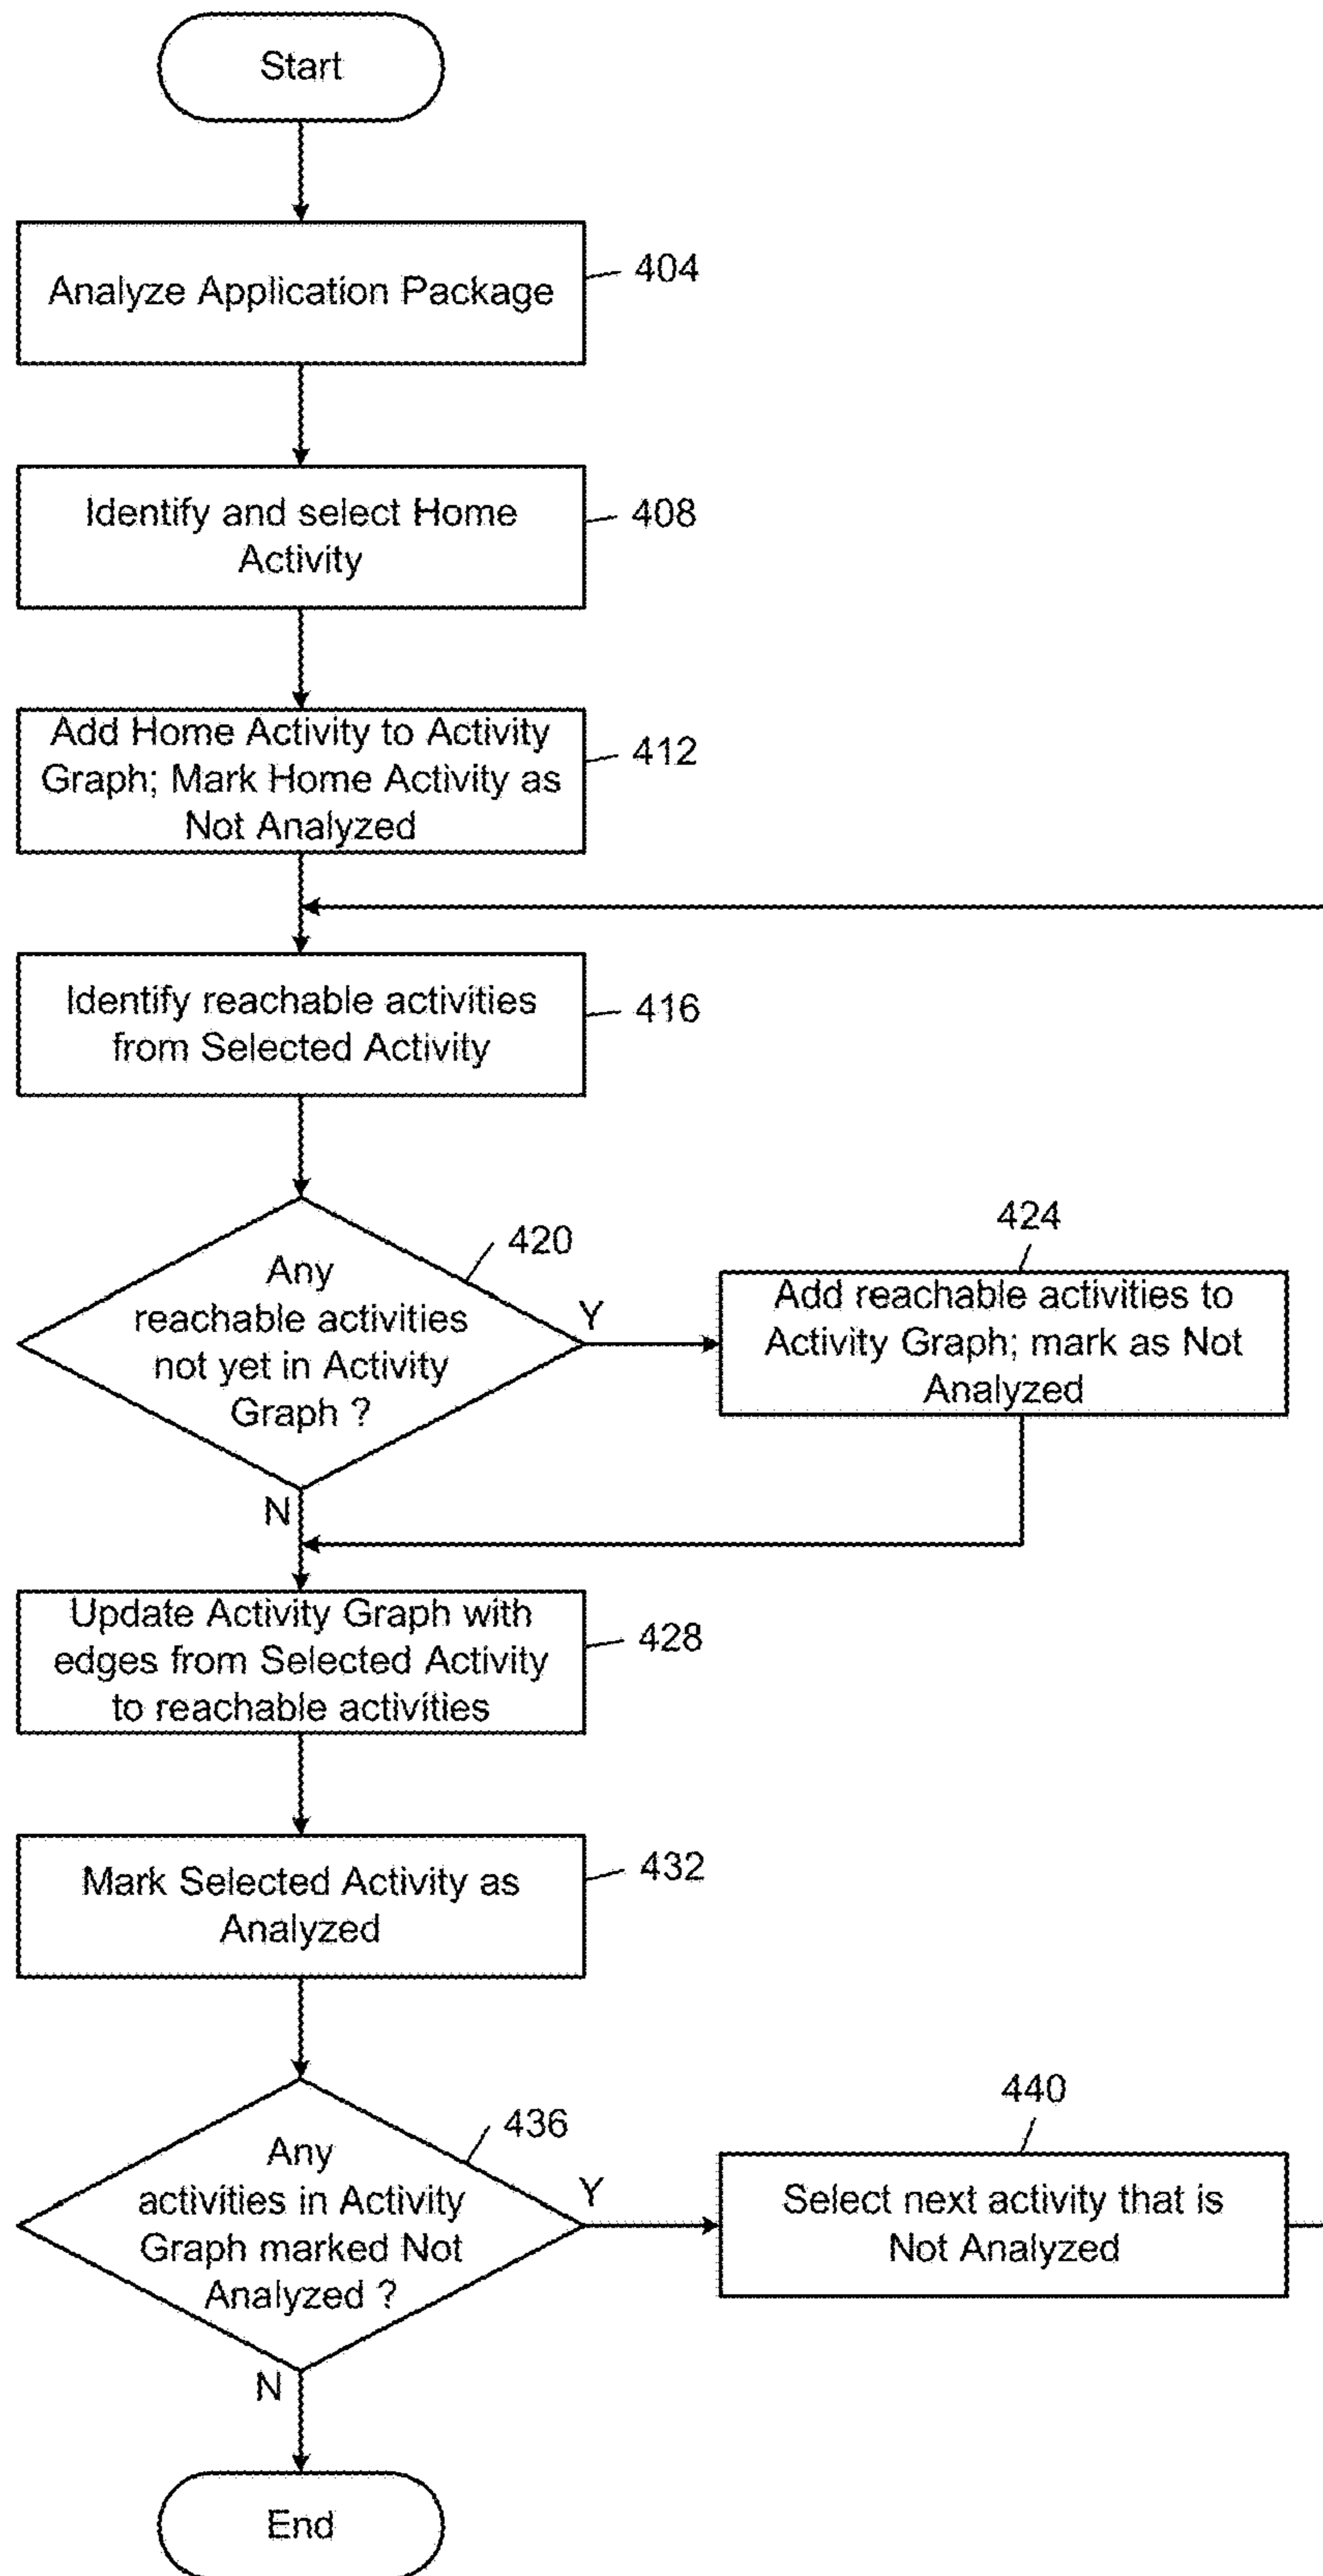 Start
Analyze Application Package
404
Identify and select Home
Activity
408
Add Home Activity to Activity
Graph; Mark Home Activity as
Not Analyzed
412
Identify reachable activities
from Selected Activity
416
Any
reachable activities
not yet in Activity
Graph ?
420
Y
N
424
Add reachable activities to
Activity Graph; mark as Not
Analyzed
Update Activity Graph with
edges from Selected Activity
to reachable activities
428
Mark Selected Activity as
Analyzed
432
Any
activities in Activity
Graph marked Not
Analyzed ?
436
Y
N
440
Select next activity that is
Not Analyzed
End